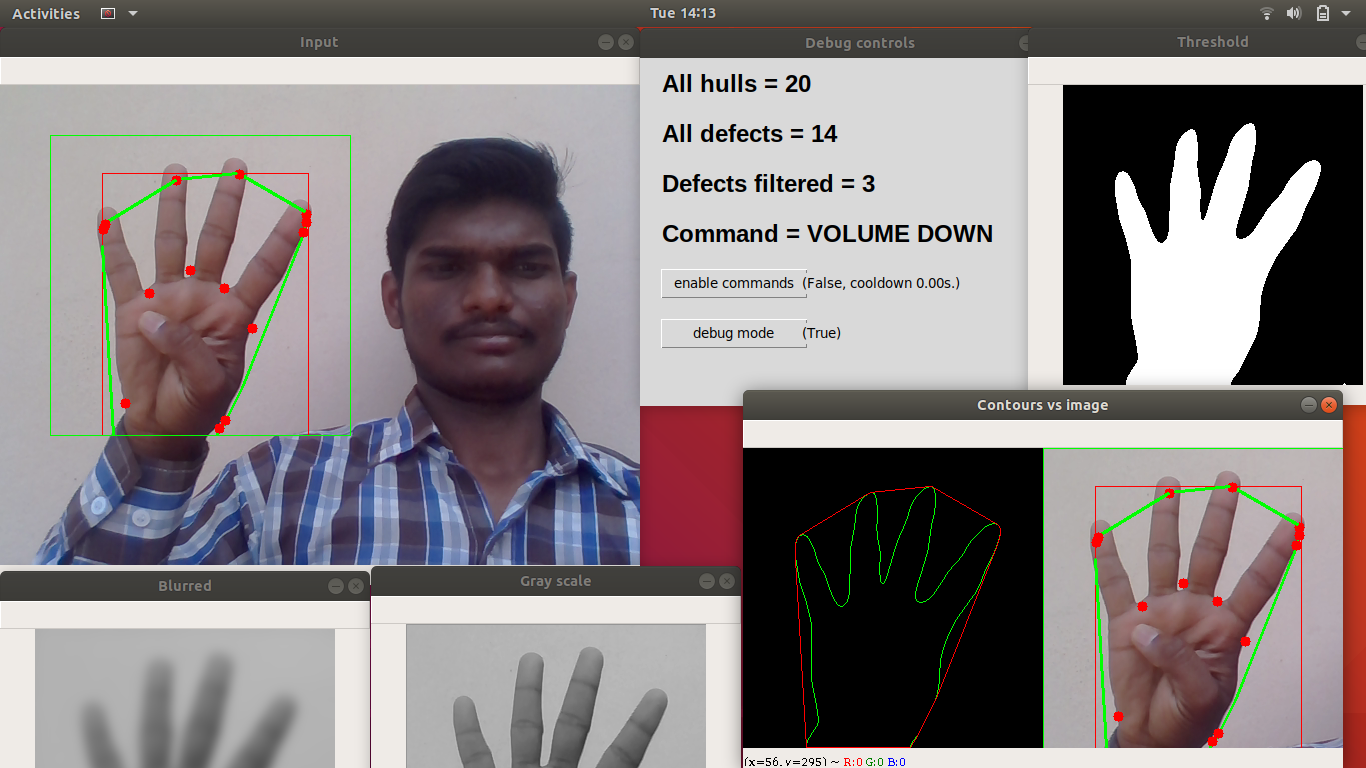 Activities
Tue 14:13
Input
Debug controls
Threshold
All hulls = 20
All defects = 14
Defects filtered = 3
Command = VOLUME DOWN
enable commands (False, cooldown 0.00s.)
debug mode (True)
Contours vs image
Blurred
Gray scale
(x=56, y=295) ~ R:0 G:0 B:0